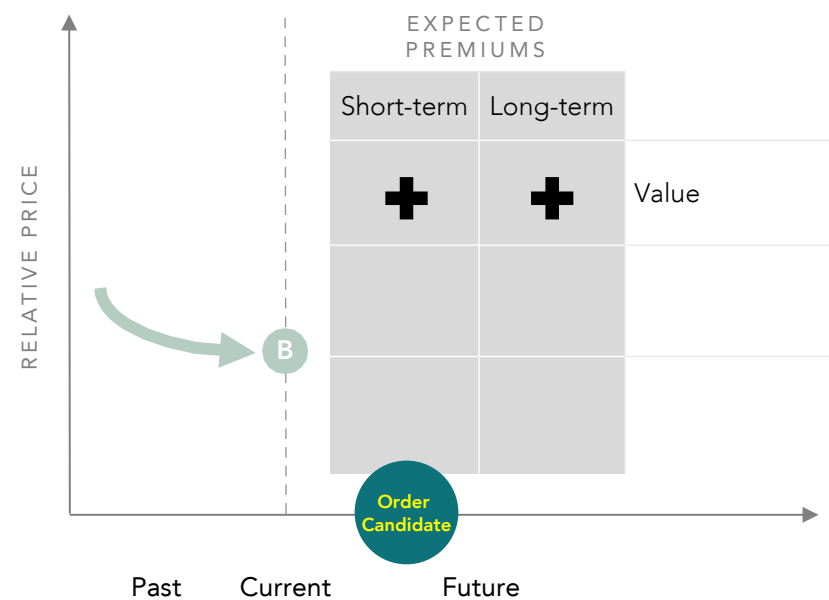 EXPECTED
PREMIUMS
Short-term Long-term
Value
RELATIVE PRICE
B
Order
Candidate
Past Current Future